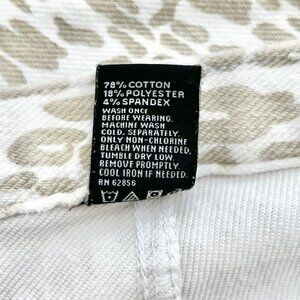 78% COTTON
18% POLYESTER
4% SPANDEX
WASH ONCE
BEFORE WEARING.
MACHINE WASH
COLD, SEPARATELY.
ONLY NON-CHLORINE
BLEACH WHEN NEEDED.
TUMBLE DRY LOW.
REMOVE PROMPTLY.
COOL IRON IF NEEDED.
RN 62856